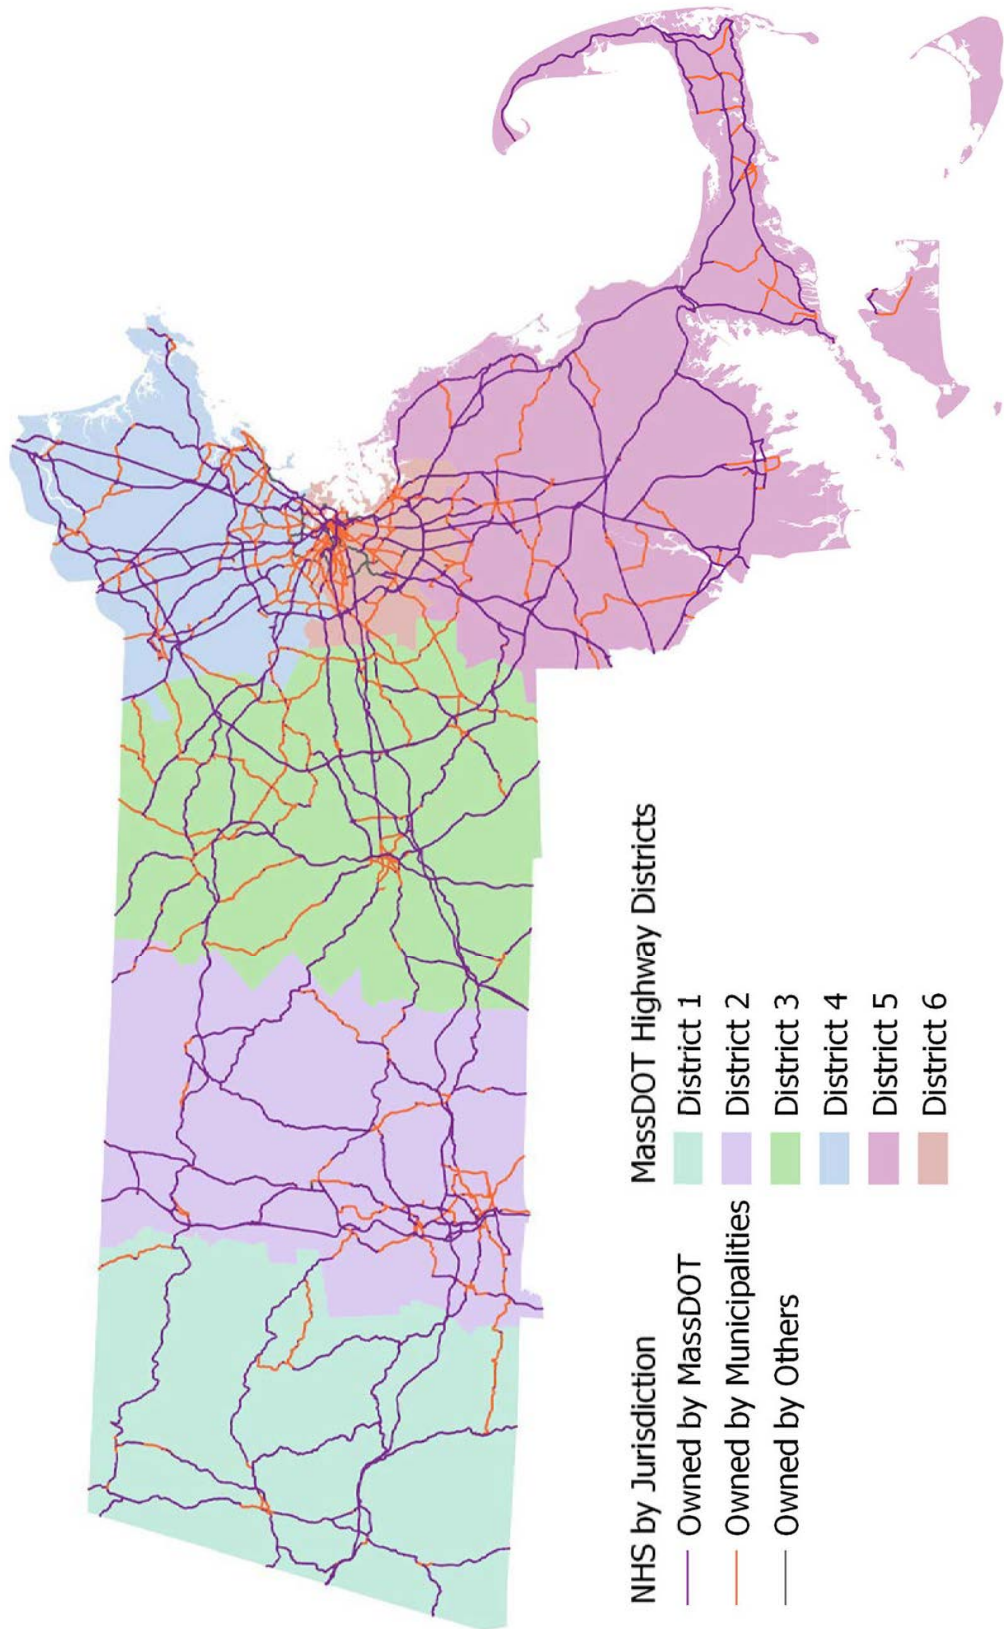 NHS by Jurisdiction
Owned by MassDOT
Owned by Municipalities
Owned by Others
MassDOT Highway Districts
District 1
District 2
District 3
District 4
District 5
District 6